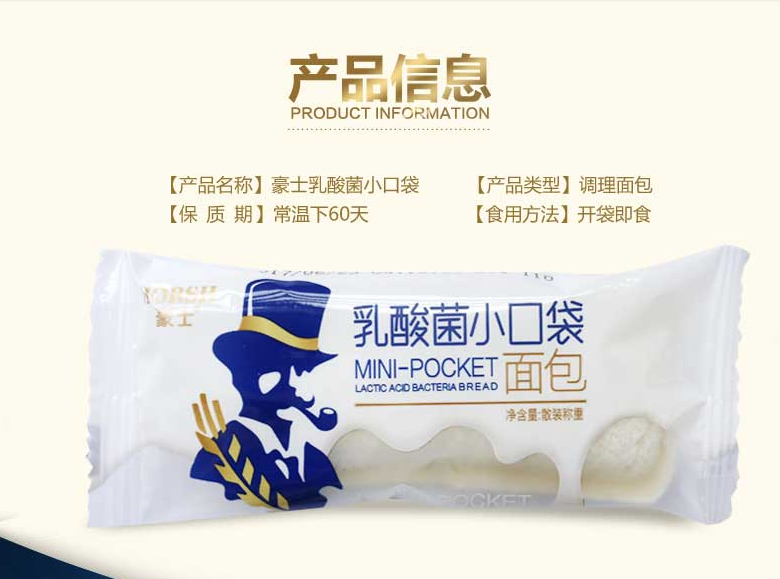 产品信息
PRODUCT INFORMATION
【产品名称】豪士乳酸菌小口袋
【产品类型】调理面包
【保 质 期】常温下60天
【食用方法】开袋即食
豪士
乳酸菌小口袋
MINI-POCKET
面包
LACTIC ACID BACTERIA BREAD
净含量:散装称重
POCKET